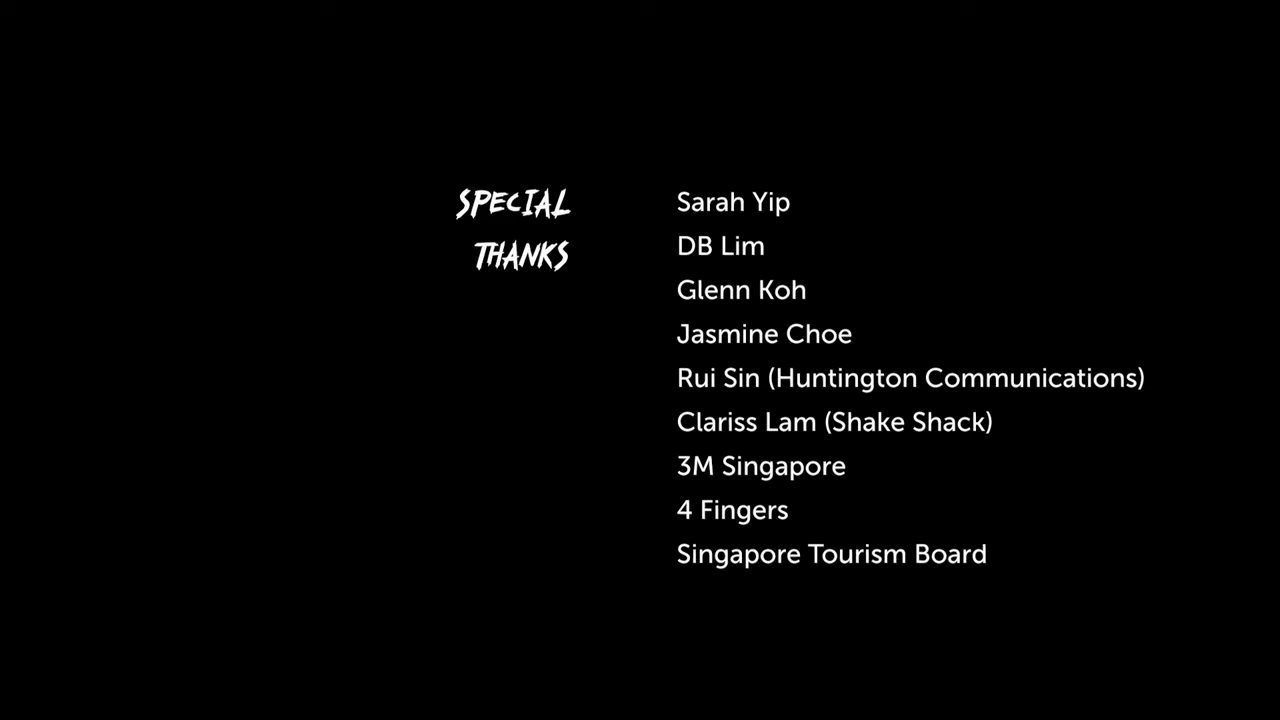 SPECIAL
THANKS
Sarah Yip
DB Lim
Glenn Koh
Jasmine Choe
Rui Sin (Huntington Communications)
Clariss Lam (Shake Shack)
3M Singapore
4 Fingers
Singapore Tourism Board